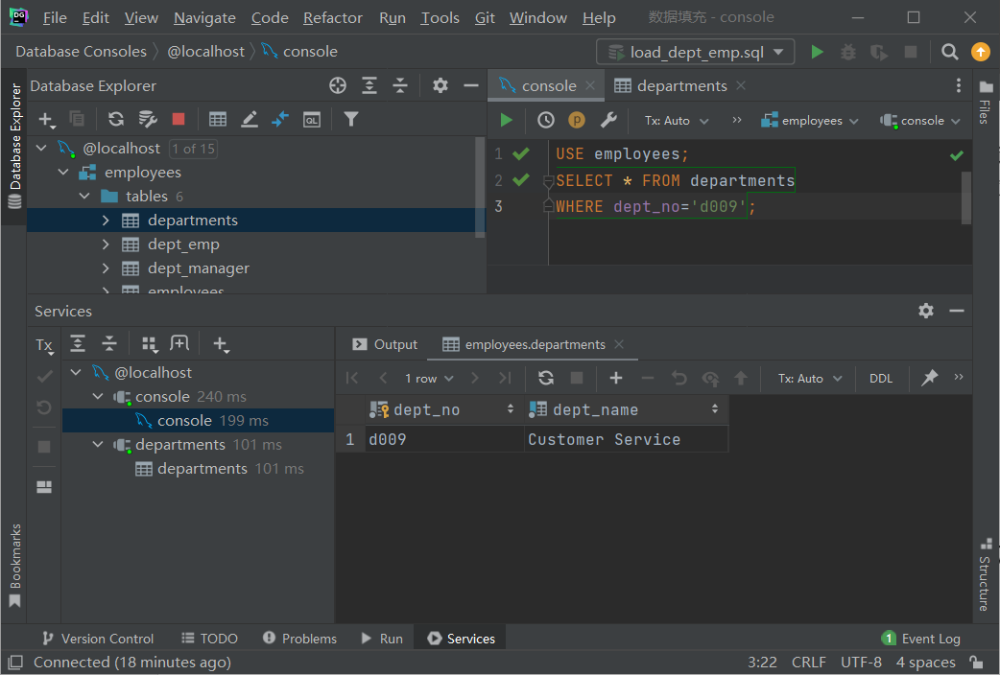 DG File Edit View Navigate Code Refactor Run Tools Git Window Help 数据填充 - console
Database Consoles @localhost console load_dept_emp.sql
Database Explorer
Database Explorer
QL
@localhost 1 of 15
employees
tables 6
departments
dept_emp
dept_manager
employees
console departments
Tx: Auto employees console
1 USE employees;
2 SELECT * FROM departments
3 WHERE dept_no='d009';
Files
Services
Tx
@localhost
console 240 ms
console 199 ms
departments 101 ms
departments 101 ms
Output employees.departments
1 row Tx: Auto DDL
dept_no dept_name
1 d009 Customer Service
Bookmarks
Structure
Version Control TODO Problems Run Services 1 Event Log
Connected (18 minutes ago) 3:22 CRLF UTF-8 4 spaces